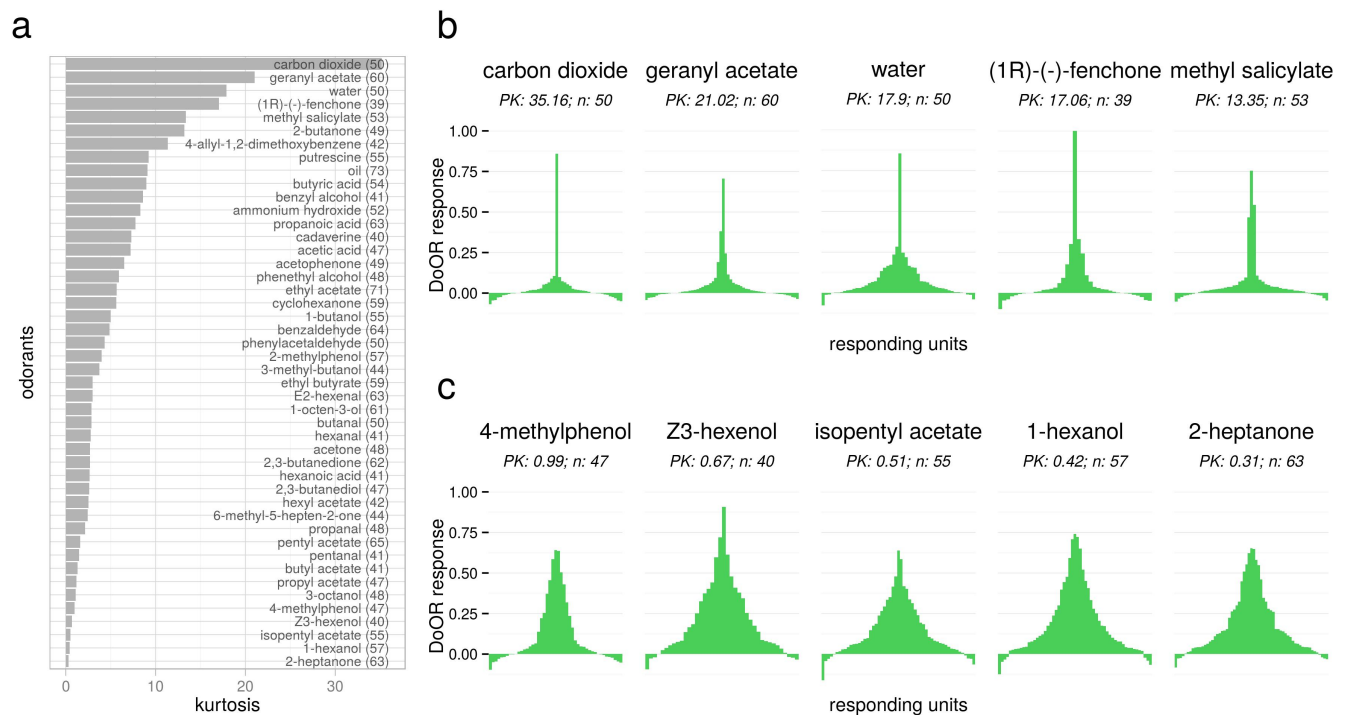 a
odorants
carbon dioxide (50)
geranyl acetate (60)
water (50)
(1R)-(-)-fenchone (39)
methyl salicylate (53)
2-butanone (49)
4-allyl-1,2-dimethoxybenzene (42)
putrescine (55)
oil (73)
butyric acid (54)
benzyl alcohol (41)
ammonium hydroxide (52)
propanoic acid (63)
cadaverine (40)
acetic acid (47)
acetophenone (49)
phenethyl alcohol (48)
ethyl acetate (71)
cyclohexanone (59)
1-butanol (55)
benzaldehyde (64)
phenylacetaldehyde (50)
2-methylphenol (57)
3-methyl-butanol (44)
ethyl butyrate (59)
E2-hexenal (63)
1-octen-3-ol (61)
butanal (50)
hexanal (41)
acetone (48)
2,3-butanedione (62)
hexanoic acid (41)
2,3-butanediol (47)
hexyl acetate (42)
6-methyl-5-hepten-2-one (44)
propanal (48)
pentyl acetate (65)
pentanal (41)
butyl acetate (41)
propyl acetate (47)
3-octanol (48)
4-methylphenol (47)
Z3-hexenol (40)
isopentyl acetate (55)
1-hexanol (57)
2-heptanone (63)
0 10 20 30
kurtosis
b
carbon dioxide geranyl acetate water (1R)-(-)-fenchone methyl salicylate
PK: 35.16; n: 50 PK: 21.02; n: 60 PK: 17.9; n: 50 PK: 17.06; n: 39 PK: 13.35; n: 53
DoOR response
1.00
0.75
0.50
0.25
0.00
responding units
c
4-methylphenol Z3-hexenol isopentyl acetate 1-hexanol 2-heptanone
PK: 0.99; n: 47 PK: 0.67; n: 40 PK: 0.51; n: 55 PK: 0.42; n: 57 PK: 0.31; n: 63
DoOR response
1.00
0.75
0.50
0.25
0.00
responding units